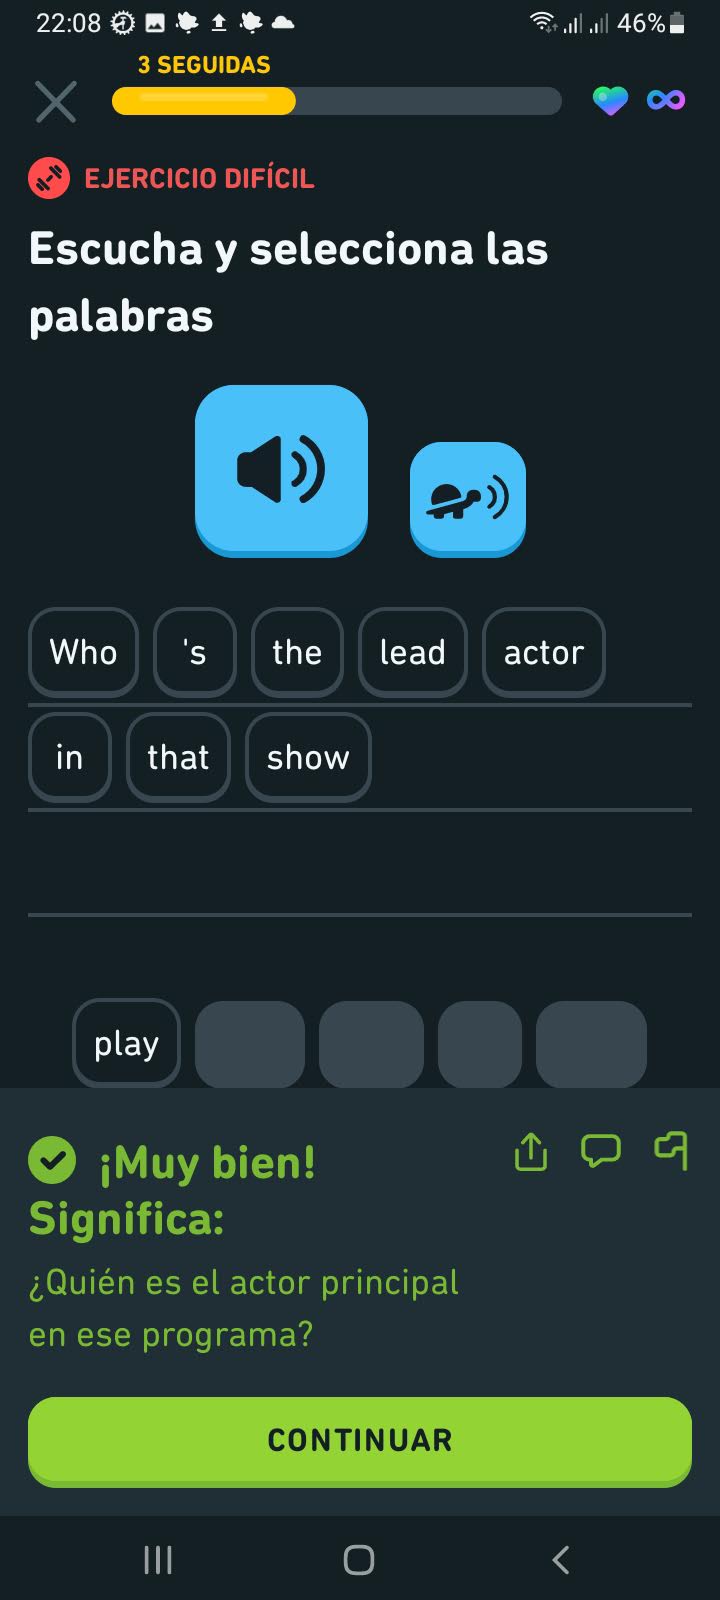 22:08 46%
3 SEGUIDAS
EJERCICIO DIFÍCIL
Escucha y selecciona las
palabras
Who 's the lead actor
in that show
play
¡Muy bien!
Significa:
¿Quién es el actor principal
en ese programa?
CONTINUAR